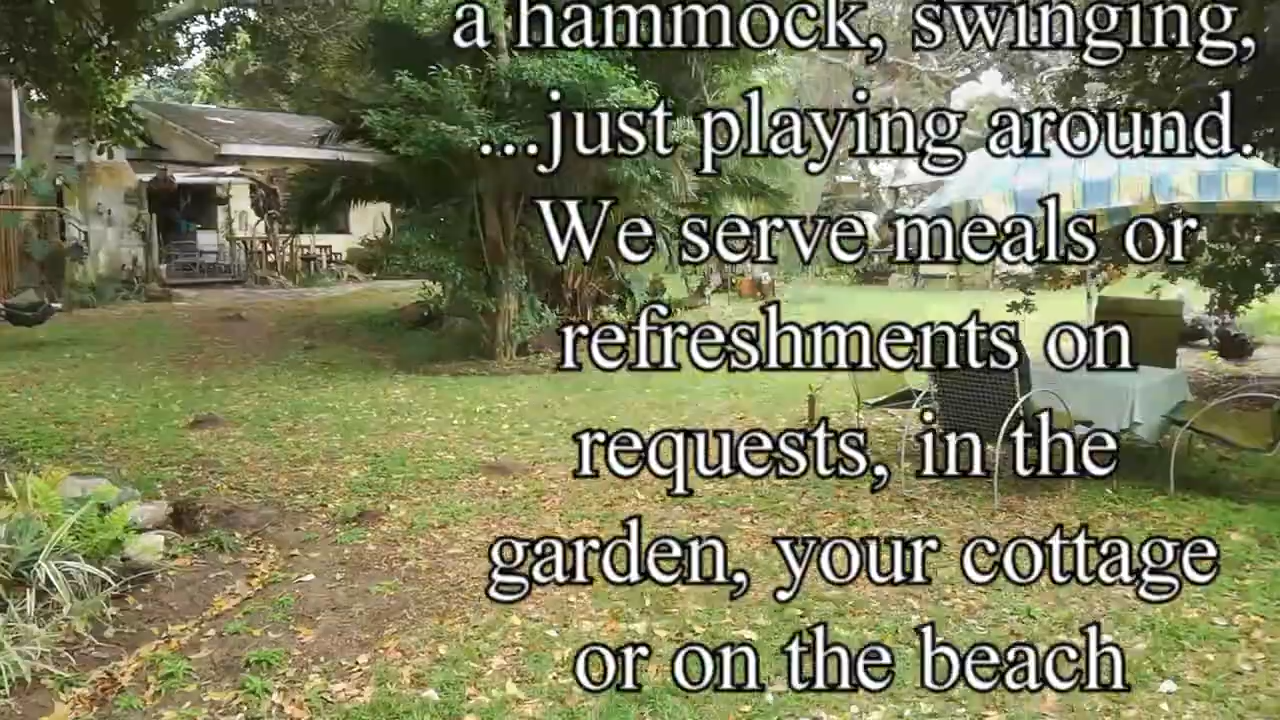 a hammock, swinging,
...just playing around.
We serve meals or
refreshments on
requests, in the
garden, your cottage
or on the beach